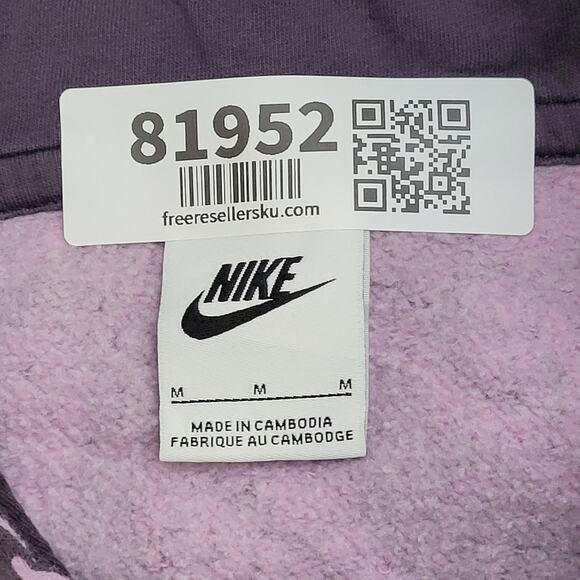 81952
freeresellersku.com
NIKE
M M M
MADE IN CAMBODIA
FABRIQUE AU CAMBODGE